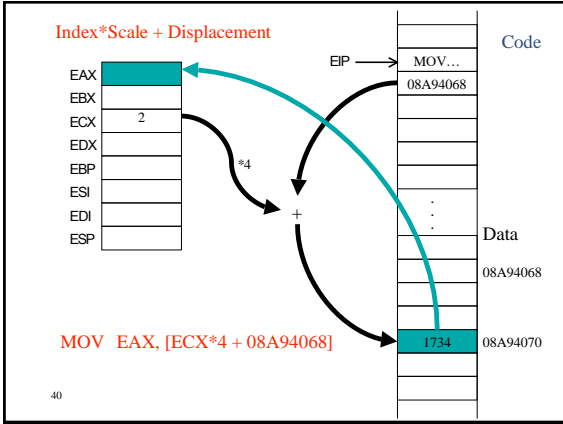 Index*Scale + Displacement
Code
EIP
MOV…
08A94068
EAX
EBX
ECX 2
EDX
EBP
ESI
EDI
ESP
*4
+
.
.
.
Data
08A94068
MOV EAX, [ECX*4 + 08A94068]
1734
08A94070
40